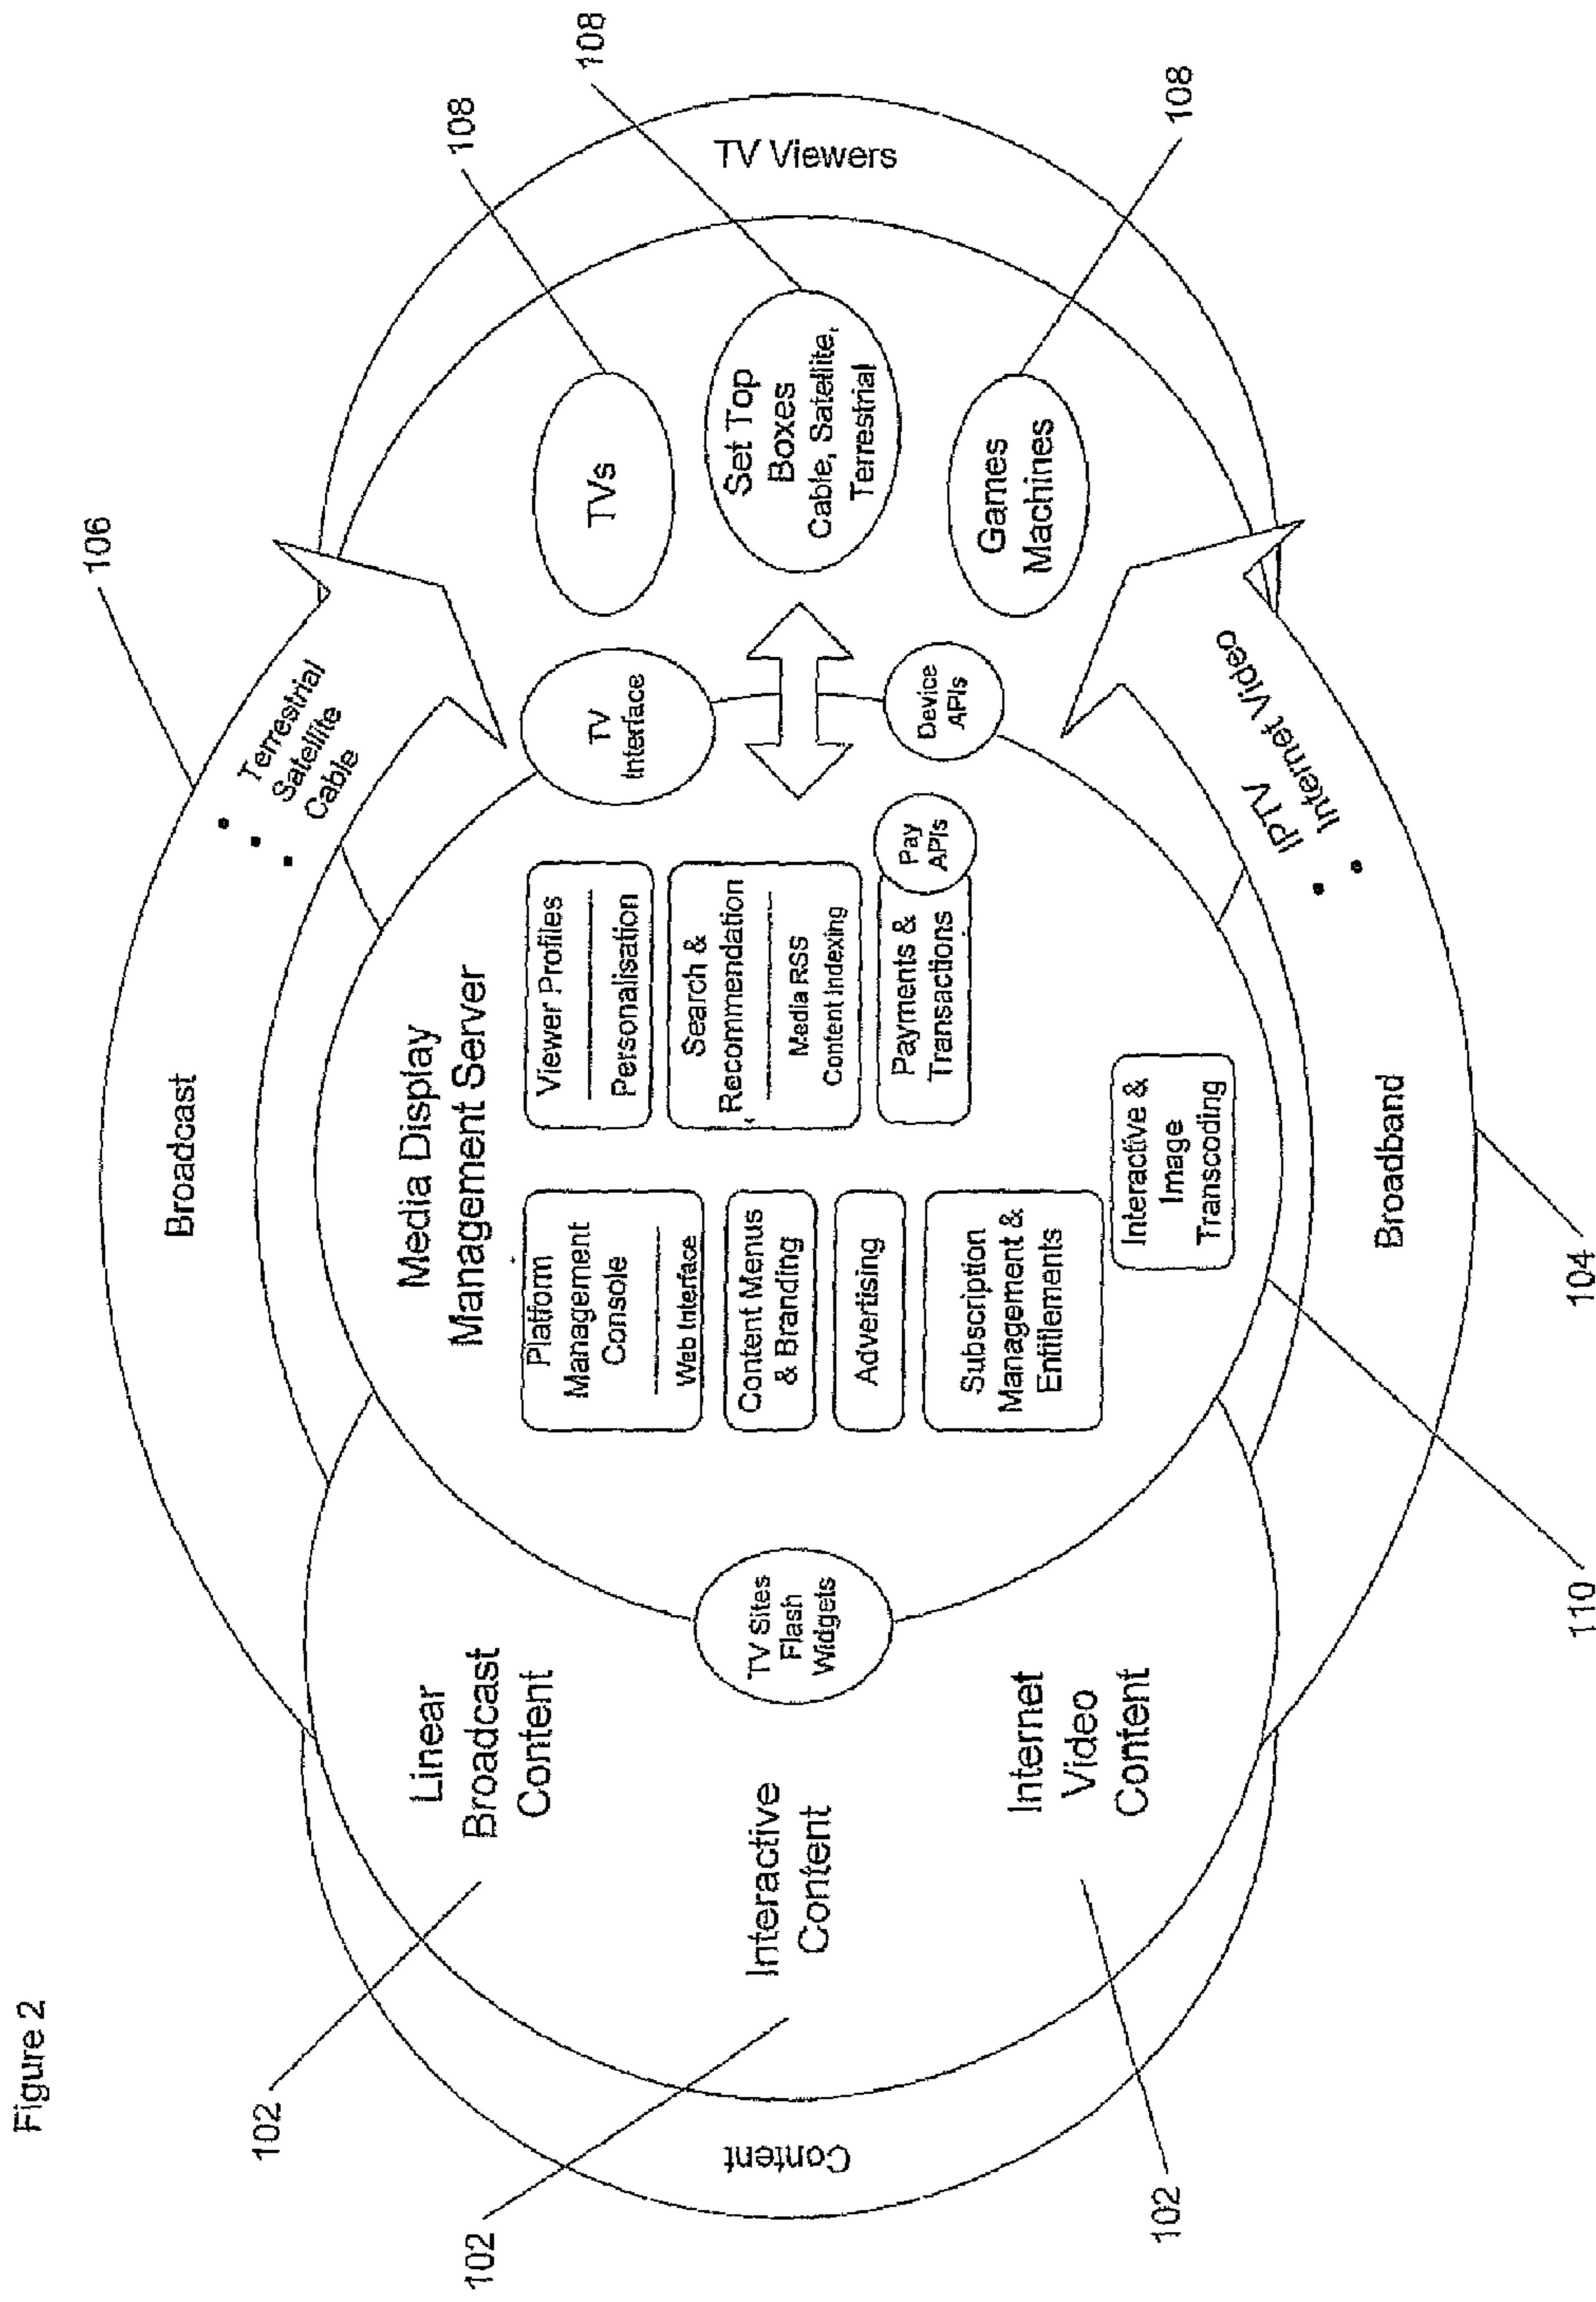 Figure 2
106
108
108
Broadcast
Terrestrial
Satellite
Cable
102
Linear
Broadcast
Content
Media Display
Management Server
TV
Interface
TVs
108
Platform
Management
Console
Web Interface
Viewer Profiles
Personalisation
TV Viewers
Content
102
Interactive
Content
TV Sites
Flash
Widgets
Content Menus
& Branding
Search &
Recommendation
Media RSS
Content Indexing
Set Top
Boxes
Cable, Satellite,
Terrestrial
Advertising
Payments &
Transactions
Pay
APIs
Device
APIs
Subscription
Management &
Entitlements
Games
Machines
Internet
Video
Content
102
Interactive &
Image
Transcoding
IPTV
Internet Video
Broadband
110
104